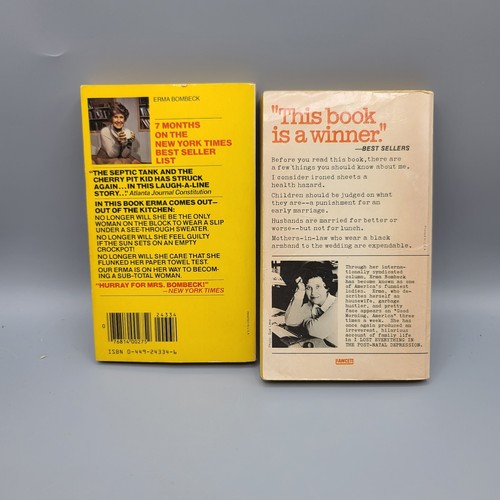 ERMA BOMBECK
7 MONTHS
ON THE
NEW YORK TIMES
BEST SELLER
LIST
"THE SEPTIC TANK AND THE
CHERRY PIT KID HAS STRUCK
AGAIN...IN THIS LAUGH-A-LINE
STORY..." Atlanta Journal Constitution
IN THIS BOOK ERMA COMES OUT—
OUT OF THE KITCHEN:
NO LONGER WILL SHE BE THE ONLY
WOMAN ON THE BLOCK TO WEAR A SLIP
UNDER A SEE-THROUGH SWEATER.
NO LONGER WILL SHE FEEL GUILTY
IF THE SUN SETS ON AN EMPTY
CROCKPOT!
NO LONGER WILL SHE CARE THAT SHE
FLUNKED HER PAPER TOWEL TEST.
OUR ERMA IS ON HER WAY TO BECOM-
ING A SUB-TOTAL WOMAN.
"HURRAY FOR MRS. BOMBECK!"
—NEW YORK TIMES
24334
0
76814 00275
ISBN 0-449-24334-6
"This book
is a winner."
—BEST SELLERS
Before you read this book, there are
a few things you should know about me.
I consider ironed sheets a
health hazard.
Children should be judged on what
they are--a punishment for an
early marriage.
Husbands are married for better or
worse--but not for lunch.
Mothers-in-law who wear a black
armband to the wedding are expendable.
Through her interna-
tionally syndicated
column, Erma Bombeck
has become known as one
of America's funniest
ladies. Erma, who de-
scribes herself as
housewife, garbage
hustler, and pretty
face appears on "Good
Morning, America" three
times a week. She has
once again produced an
irreverent, hilarious
account of family life
in I LOST EVERYTHING IN
THE POST-NATAL DEPRESSION.
FAWCETT